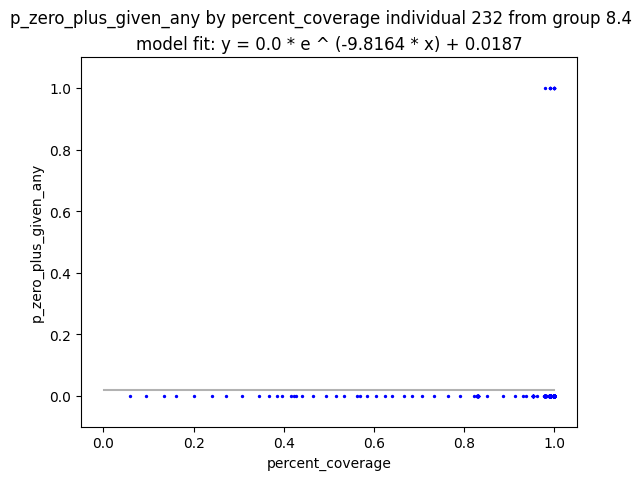 p_zero_plus_given_any by percent_coverage individual 232 from group 8.4
model fit: y = 0.0 * e ^ (-9.8164 * x) + 0.0187
1.0
0.8
0.6
0.4
0.2
0.0
p_zero_plus_given_any
0.0 0.2 0.4 0.6 0.8 1.0
percent_coverage